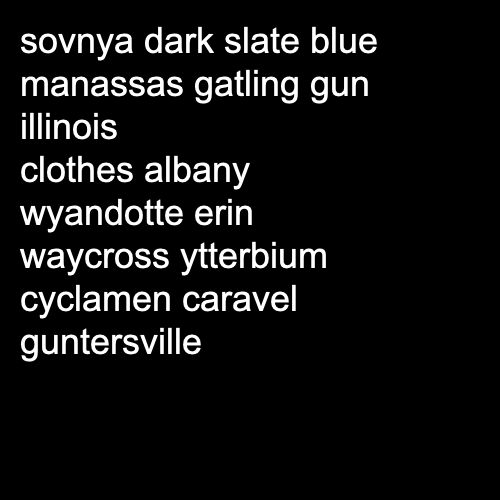 sovnya dark slate blue
manassas gatling gun
illinois
clothes albany
wyandotte erin
waycross ytterbium
cyclamen caravel
guntersville